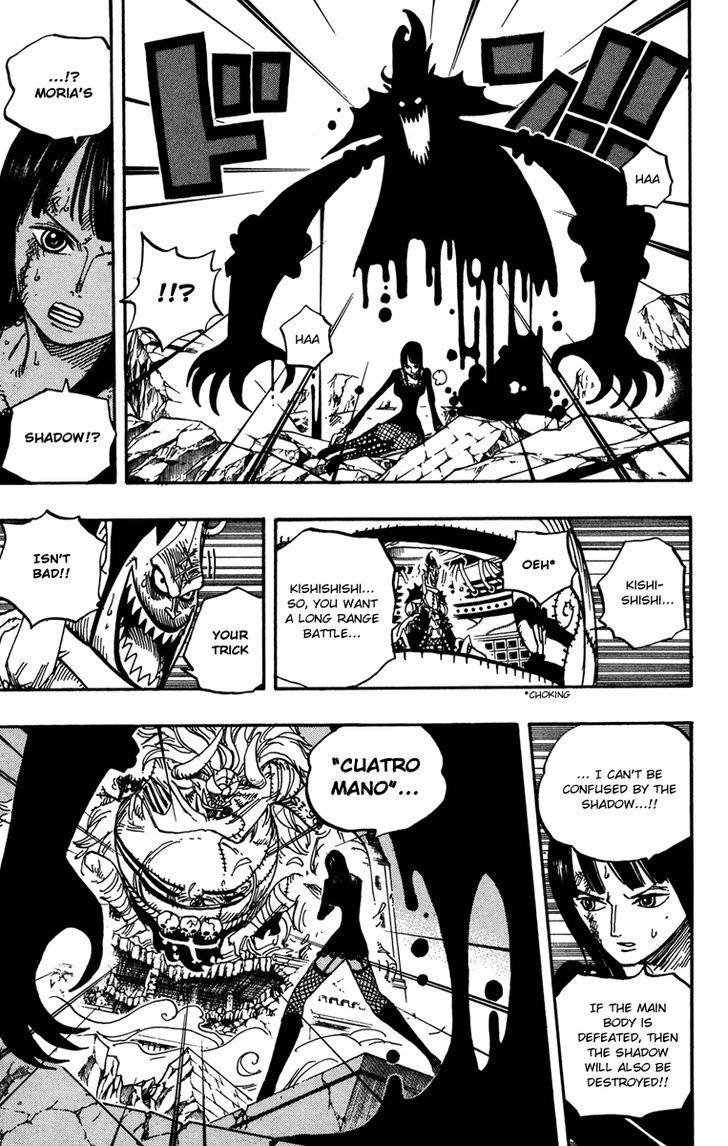 ドドドン
HAA
!!?
HAA
...!?
MORIA'S
SHADOW!?
KISHI-
SHISHI...
OEH*
KISHISHISHI...
SO, YOU WANT
A LONG RANGE
BATTLE...
*CHOKING
YOUR
TRICK
ISN'T
BAD!!
... I CAN'T BE
CONFUSED BY THE
SHADOW...!!
IF THE MAIN
BODY IS
DEFEATED, THEN
THE SHADOW
WILL ALSO BE
DESTROYED!!
"CUATRO
MANO"...